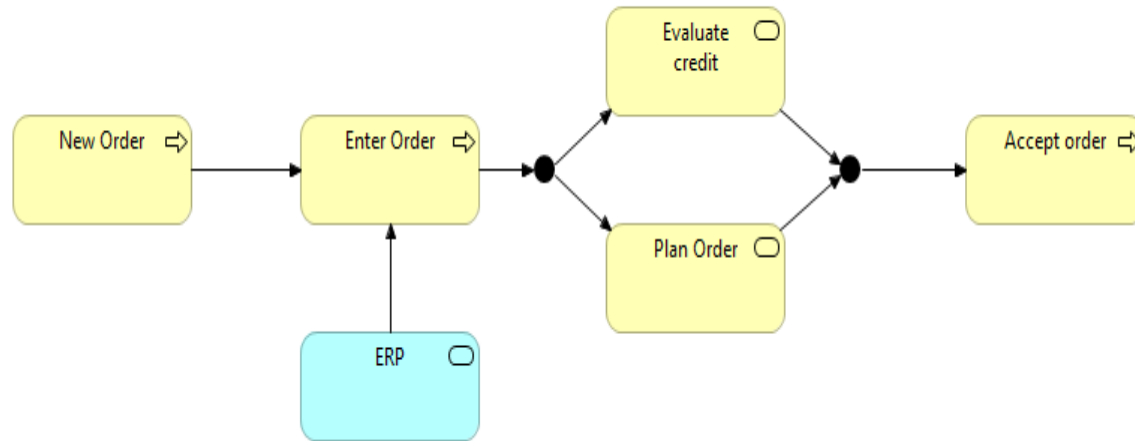 New Order
Enter Order
Evaluate
credit
Plan Order
Accept order
ERP